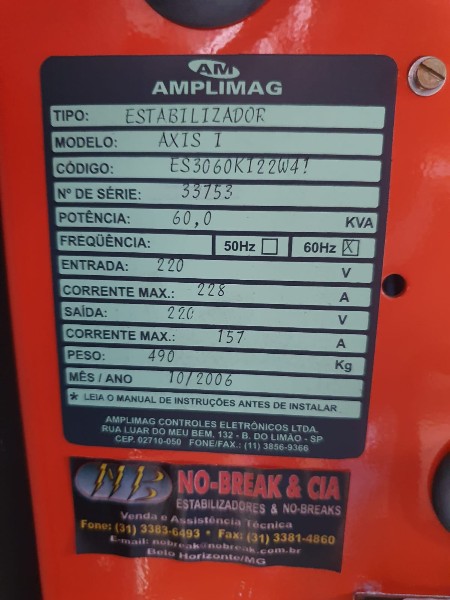 AM
AMPLIMAG
TIPO: ESTABILIZADOR
MODELO: AXIS I
CÓDIGO: ES3060KI22W41
Nº DE SÉRIE: 33753
POTÊNCIA: 60,0 KVA
FREQÜÊNCIA: 50Hz 60Hz X
ENTRADA: 220 V
CORRENTE MAX.: 228 A
SAÍDA: 220 V
CORRENTE MAX.: 157 A
PESO: 490 Kg
MÊS / ANO 10/2006
* LEIA O MANUAL DE INSTRUÇÕES ANTES DE INSTALAR
AMPLIMAG CONTROLES ELETRÔNICOS LTDA.
RUA LUAR DO MEU BEM, 132 - B. DO LIMÃO - SP
CEP. 02710-050 FONE/FAX.: (11) 3856-9366
NB NO-BREAK & CIA
ESTABILIZADORES & NO-BREAKS
Venda e Assistência Técnica
Fone: (31) 3383-6493 • Fax: (31) 3381-4860
E-mail: nobreak@nobreak.com.br
Belo Horizonte/MG